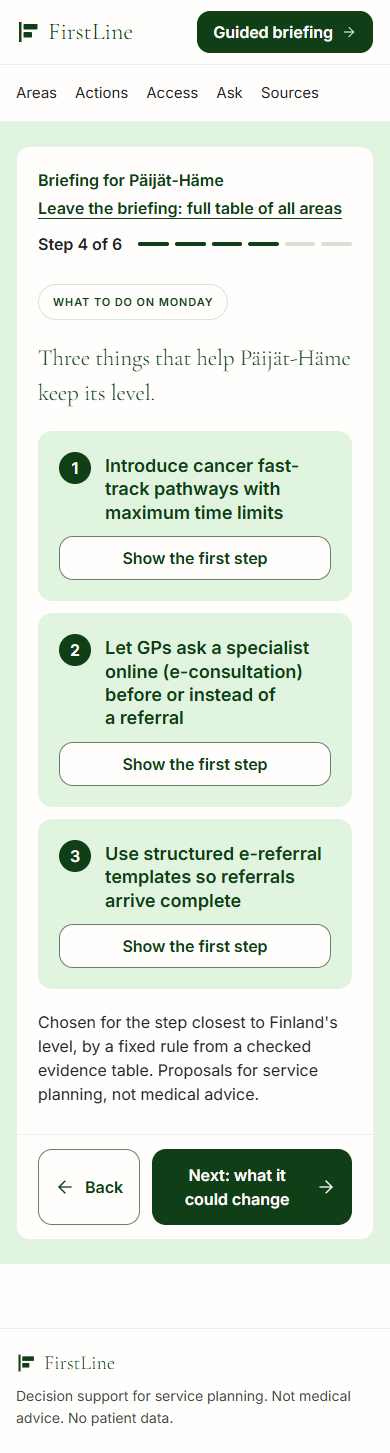 FirstLine
Guided briefing →
Areas Actions Access Ask Sources
Briefing for Päijät-Häme
Leave the briefing: full table of all areas
Step 4 of 6
WHAT TO DO ON MONDAY
Three things that help Päijät-Häme
keep its level.
1
Introduce cancer fast-
track pathways with
maximum time limits
Show the first step
2
Let GPs ask a specialist
online (e-consultation)
before or instead of
a referral
Show the first step
3
Use structured e-referral
templates so referrals
arrive complete
Show the first step
Chosen for the step closest to Finland's
level, by a fixed rule from a checked
evidence table. Proposals for service
planning, not medical advice.
← Back
Next: what it
could change →
FirstLine
Decision support for service planning. Not medical
advice. No patient data.